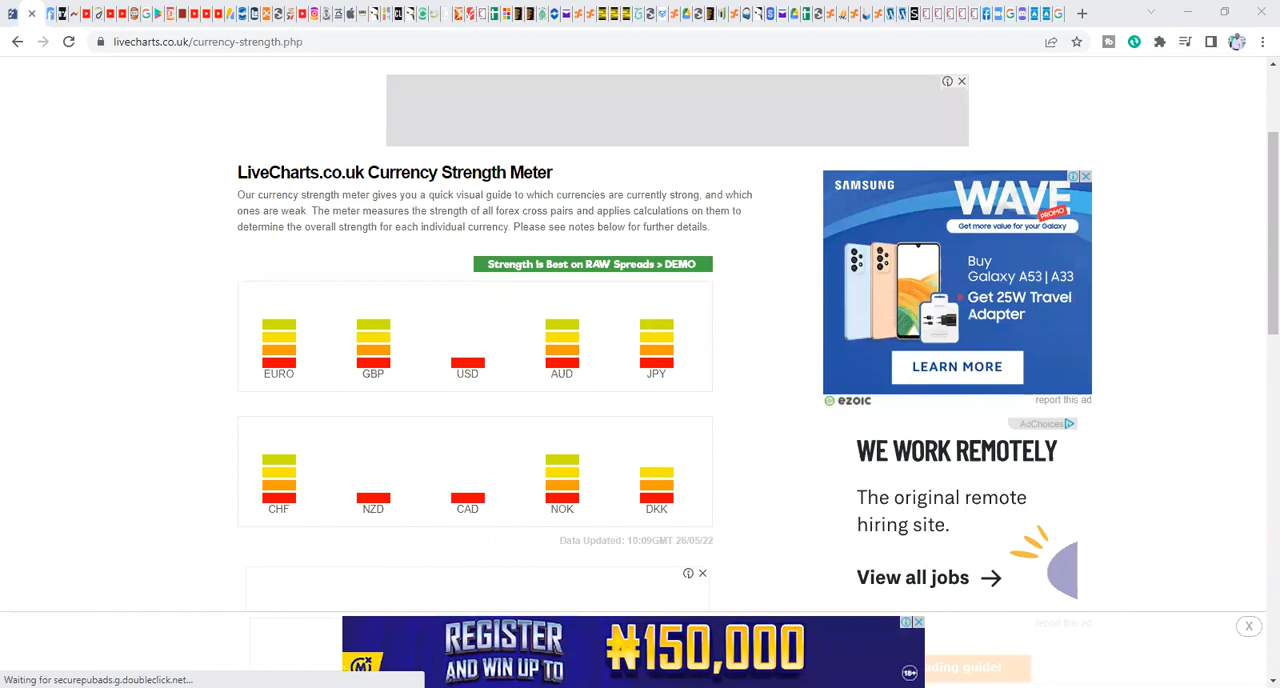 livecharts.co.uk/currency-strength.php
LiveCharts.co.uk Currency Strength Meter
Our currency strength meter gives you a quick visual guide to which currencies are currently strong, and which
ones are weak. The meter measures the strength of all forex cross pairs and applies calculations on them to
determine the overall strength for each individual currency. Please see notes below for further details.
Strength is Best on RAW Spreads > DEMO
EURO GBP USD AUD JPY
CHF NZD CAD NOK DKK
Data Updated: 10:09GMT 26/05/22
SAMSUNG
WAVE
PROMO
Get more value for your Galaxy
Buy
Galaxy A53 | A33
Get 25W Travel
Adapter
LEARN MORE
ezoic
report this ad
AdChoices
WE WORK REMOTELY
The original remote
hiring site.
View all jobs →
report this ad
X
REGISTER
AND WIN UP TO
₦150,000
18+
ading guide!
Waiting for securepubads.g.doubleclick.net...